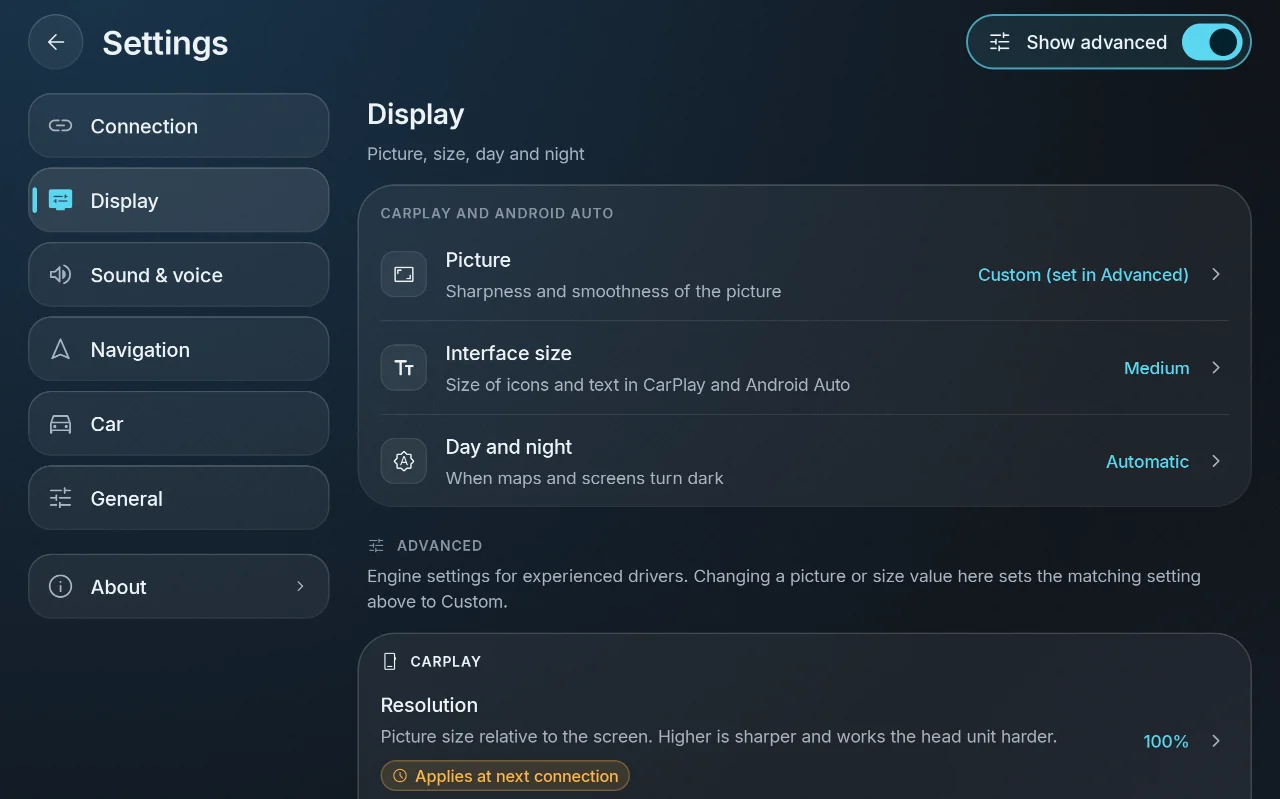 Settings
Show advanced
Connection
Display
Sound & voice
Navigation
Car
General
About
Display
Picture, size, day and night
CARPLAY AND ANDROID AUTO
Picture
Sharpness and smoothness of the picture
Custom (set in Advanced)
Interface size
Size of icons and text in CarPlay and Android Auto
Medium
Day and night
When maps and screens turn dark
Automatic
ADVANCED
Engine settings for experienced drivers. Changing a picture or size value here sets the matching setting
above to Custom.
CARPLAY
Resolution
Picture size relative to the screen. Higher is sharper and works the head unit harder.
100%
Applies at next connection